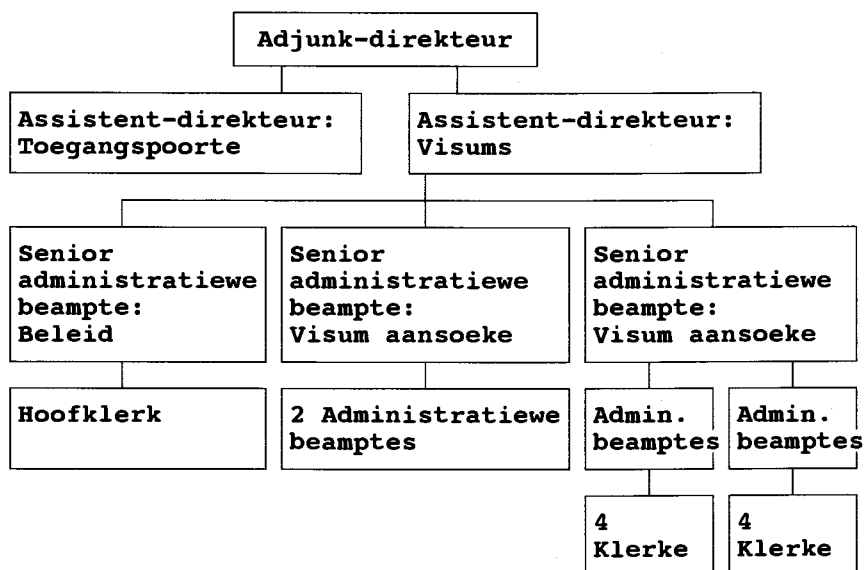 Adjunk-direkteur
Assistent-direkteur:
Toegangspoorte
Assistent-direkteur:
Visums
Senior
administratiewe
beampte:
Beleid
Senior
administratiewe
beampte:
Visum aansoeke
Senior
administratiewe
beampte:
Visum aansoeke
Hoofklerk
2 Administratiewe
beamptes
Admin.
beamptes
Admin.
beamptes
4
Klerke
4
Klerke